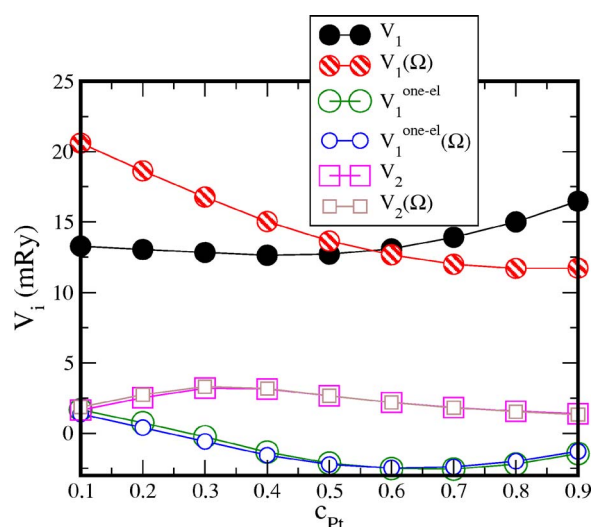 V₁
V₁(Ω)
V₁ᵒⁿᵉ⁻ᵉˡ
V₁ᵒⁿᵉ⁻ᵉˡ(Ω)
V₂
V₂(Ω)
25
20
15
10
5
0
Vᵢ (mRy)
0.1 0.2 0.3 0.4 0.5 0.6 0.7 0.8 0.9
c_Pt